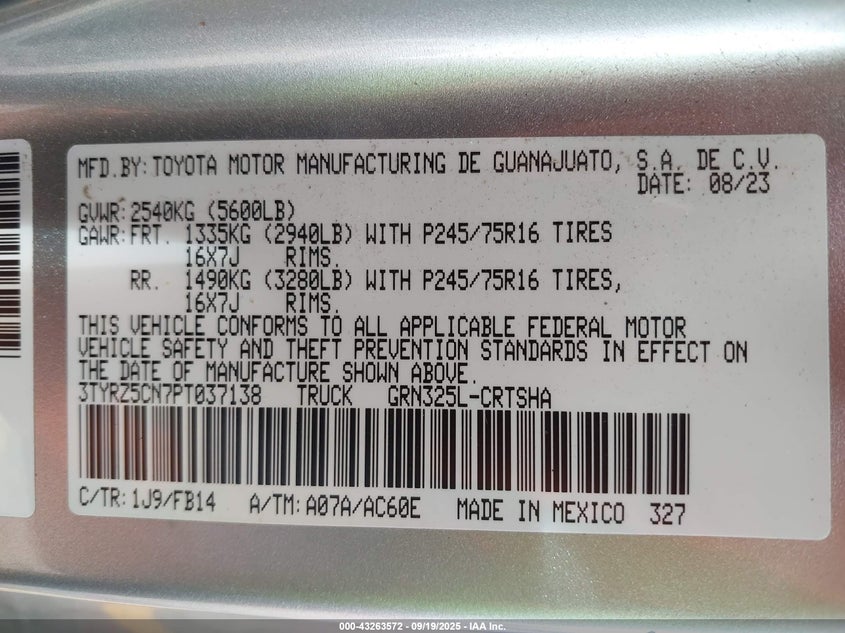 MFD.BY: TOYOTA MOTOR MANUFACTURING DE GUANAJUATO, S.A. DE C.V.
DATE: 08/23
GVWR: 2540KG (5600LB)
GAWR: FRT. 1335KG (2940LB) WITH P245/75R16 TIRES
16X7J RIMS.
RR. 1490KG (3280LB) WITH P245/75R16 TIRES,
16X7J RIMS.
THIS VEHICLE CONFORMS TO ALL APPLICABLE FEDERAL MOTOR
VEHICLE SAFETY AND THEFT PREVENTION STANDARDS IN EFFECT ON
THE DATE OF MANUFACTURE SHOWN ABOVE.
3TYRZ5CN7PT037138 TRUCK GRN325L-CRTSHA
C/TR: 1J9/FB14 A/TM: A07A/AC60E MADE IN MEXICO 327
000-43263572 - 09/19/2025 - IAA Inc.